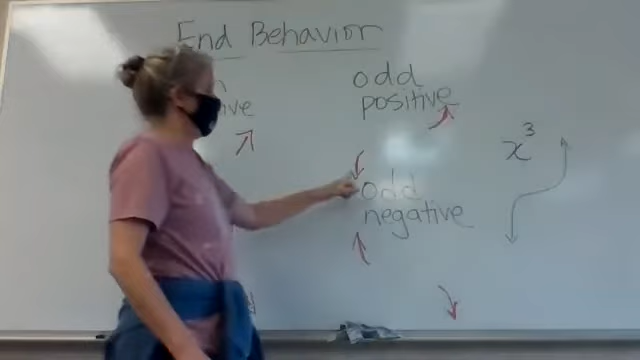 End Behavior
odd
positive
x³
odd
negative